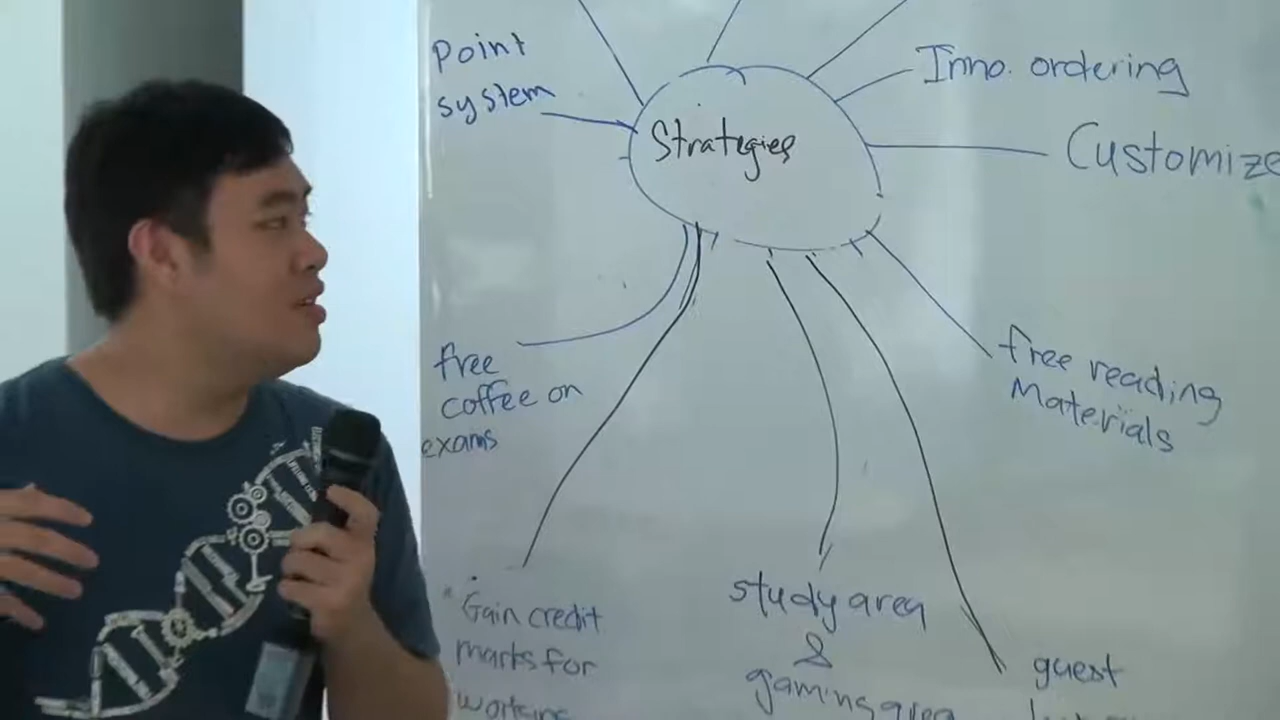 Point
system
Inno. ordering
Strategies
Customize
free
coffee on
exams
free reading
Materials
Gain credit
marks for
working
study area
&
gaming area
guest